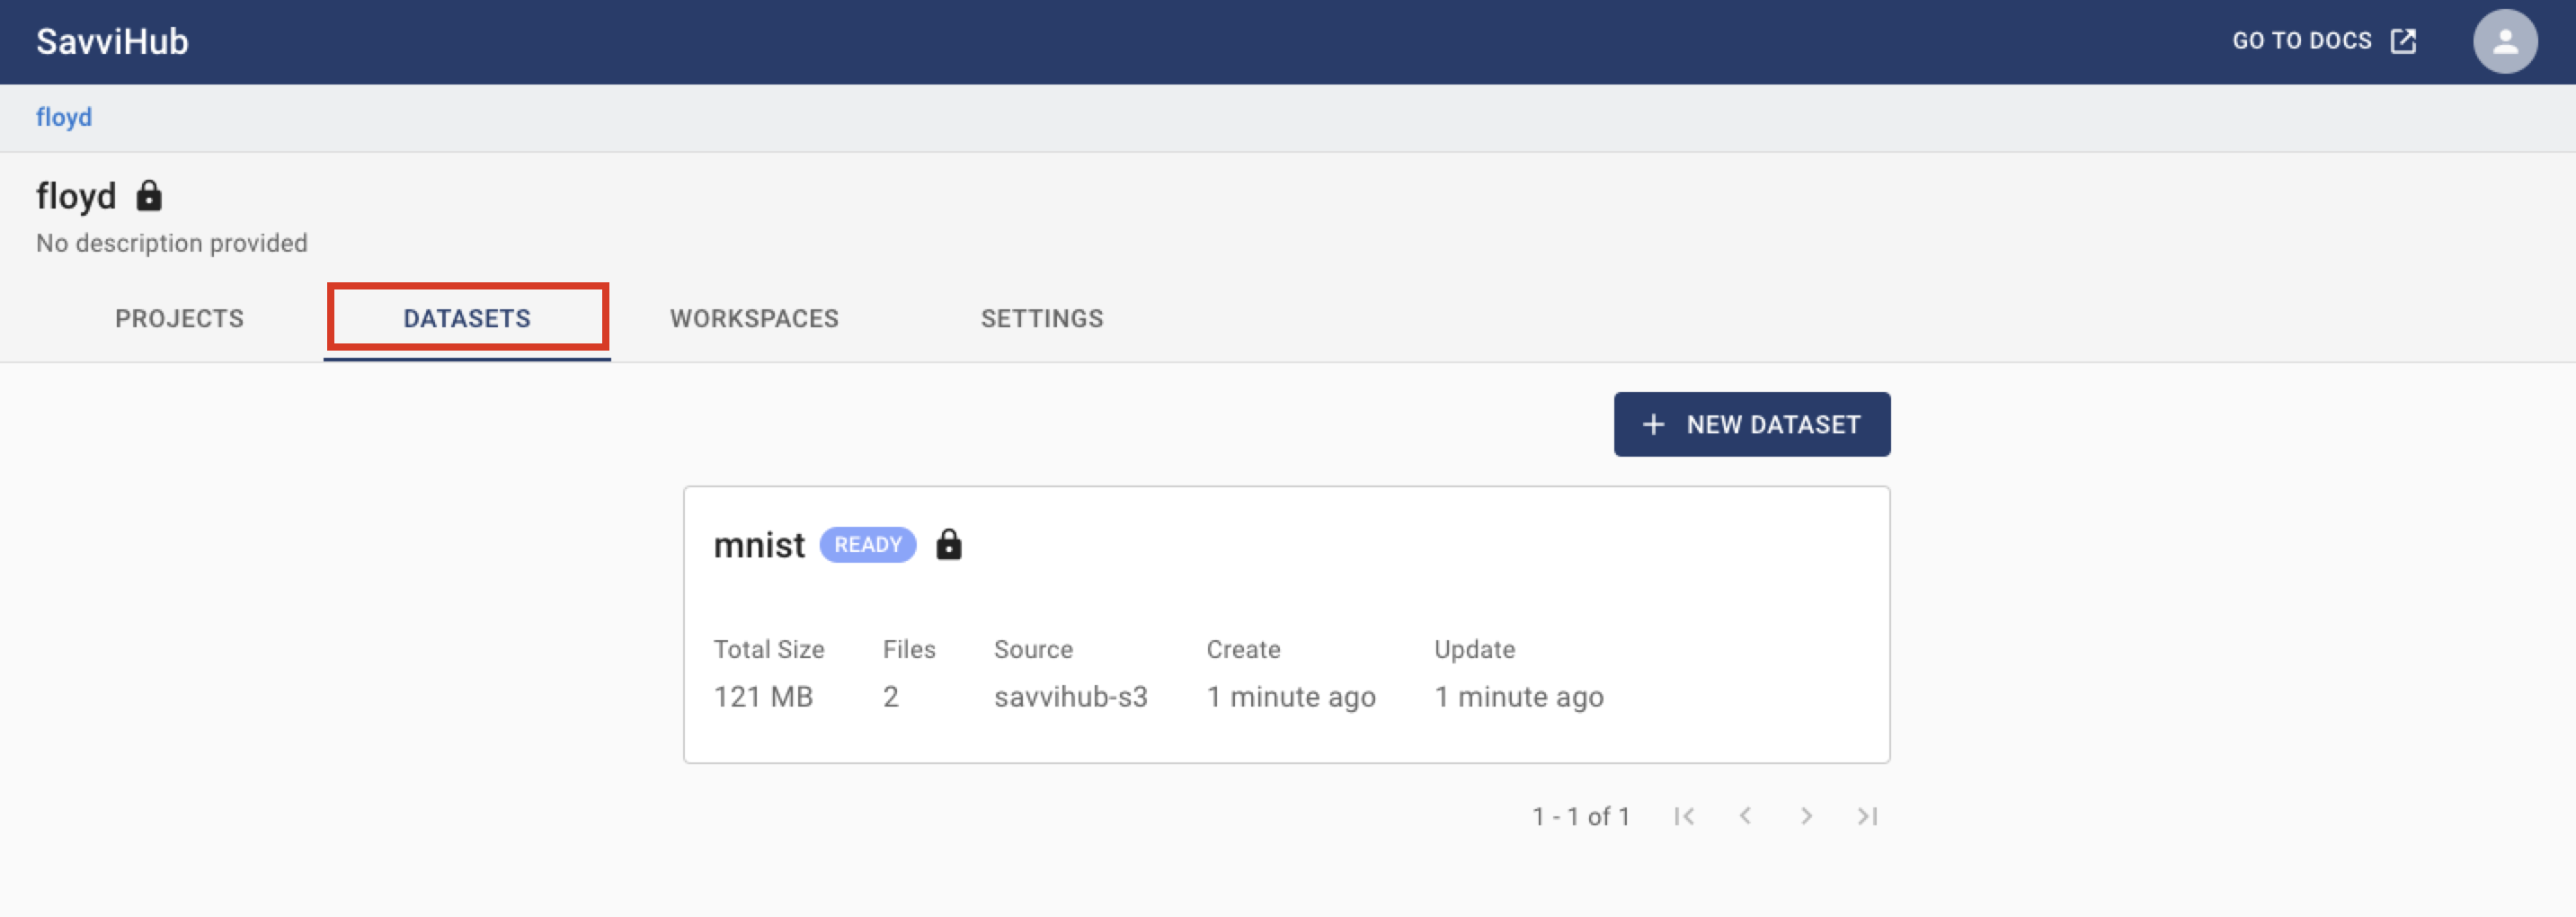 SavviHub
GO TO DOCS
floyd
floyd
No description provided
PROJECTS DATASETS WORKSPACES SETTINGS
+ NEW DATASET
mnist READY
Total Size Files Source Create Update
121 MB 2 savvihub-s3 1 minute ago 1 minute ago
1 - 1 of 1